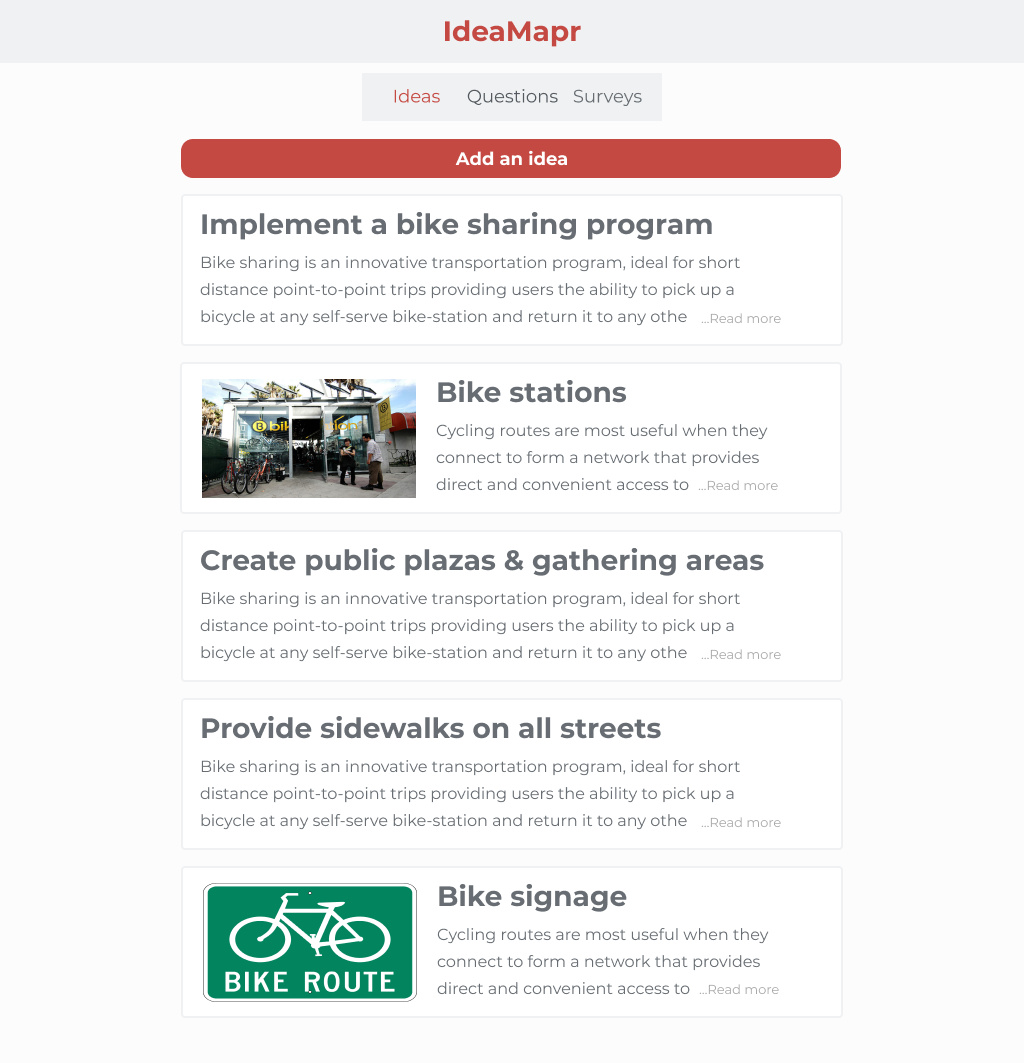 IdeaMapr
Ideas Questions Surveys
Add an idea
Implement a bike sharing program
Bike sharing is an innovative transportation program, ideal for short
distance point-to-point trips providing users the ability to pick up a
bicycle at any self-serve bike-station and return it to any othe ...Read more
Bike stations
Cycling routes are most useful when they
connect to form a network that provides
direct and convenient access to ...Read more
Create public plazas & gathering areas
Bike sharing is an innovative transportation program, ideal for short
distance point-to-point trips providing users the ability to pick up a
bicycle at any self-serve bike-station and return it to any othe ...Read more
Provide sidewalks on all streets
Bike sharing is an innovative transportation program, ideal for short
distance point-to-point trips providing users the ability to pick up a
bicycle at any self-serve bike-station and return it to any othe ...Read more
BIKE ROUTE
Bike signage
Cycling routes are most useful when they
connect to form a network that provides
direct and convenient access to ...Read more